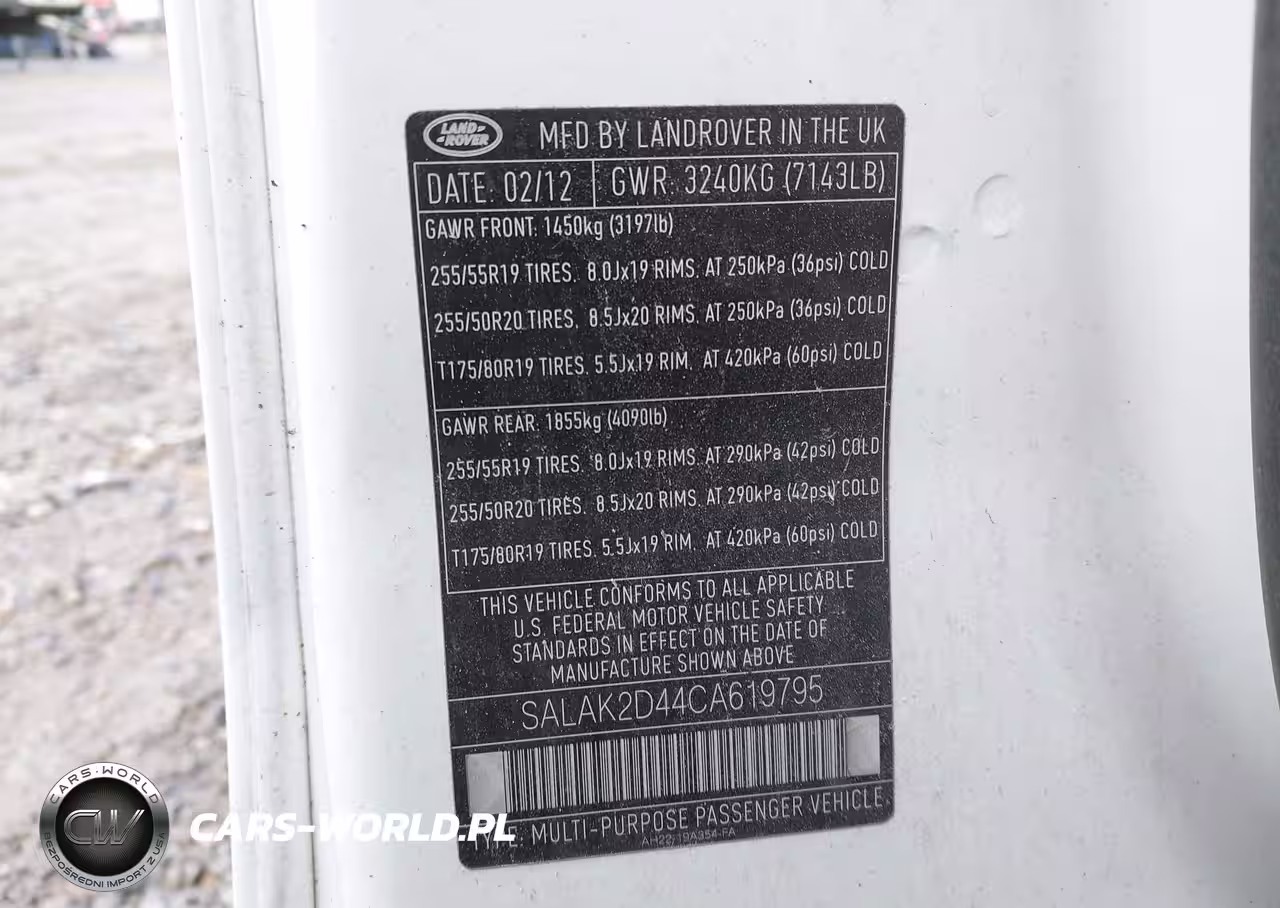 LAND-
-ROVER
MFD BY LANDROVER IN THE UK
DATE: 02/12 GWR: 3240KG (7143LB)
GAWR FRONT: 1450kg (3197lb)
255/55R19 TIRES. 8.0Jx19 RIMS. AT 250kPa (36psi) COLD
255/50R20 TIRES. 8.5Jx20 RIMS. AT 250kPa (36psi) COLD
T175/80R19 TIRES. 5.5Jx19 RIM. AT 420kPa (60psi) COLD
GAWR REAR: 1855kg (4090lb)
255/55R19 TIRES. 8.0Jx19 RIMS. AT 290kPa (42psi) COLD
255/50R20 TIRES. 8.5Jx20 RIMS. AT 290kPa (42psi) COLD
T175/80R19 TIRES. 5.5Jx19 RIM. AT 420kPa (60psi) COLD
THIS VEHICLE CONFORMS TO ALL APPLICABLE
U.S. FEDERAL MOTOR VEHICLE SAFETY
STANDARDS IN EFFECT ON THE DATE OF
MANUFACTURE SHOWN ABOVE
SALAK2D44CA619795
TYPE: MULTI-PURPOSE PASSENGER VEHICLE
AH22-19A354-FA
CARS-WORLD
CW
BEZPOŚREDNI IMPORT Z USA
CARS-WORLD.PL